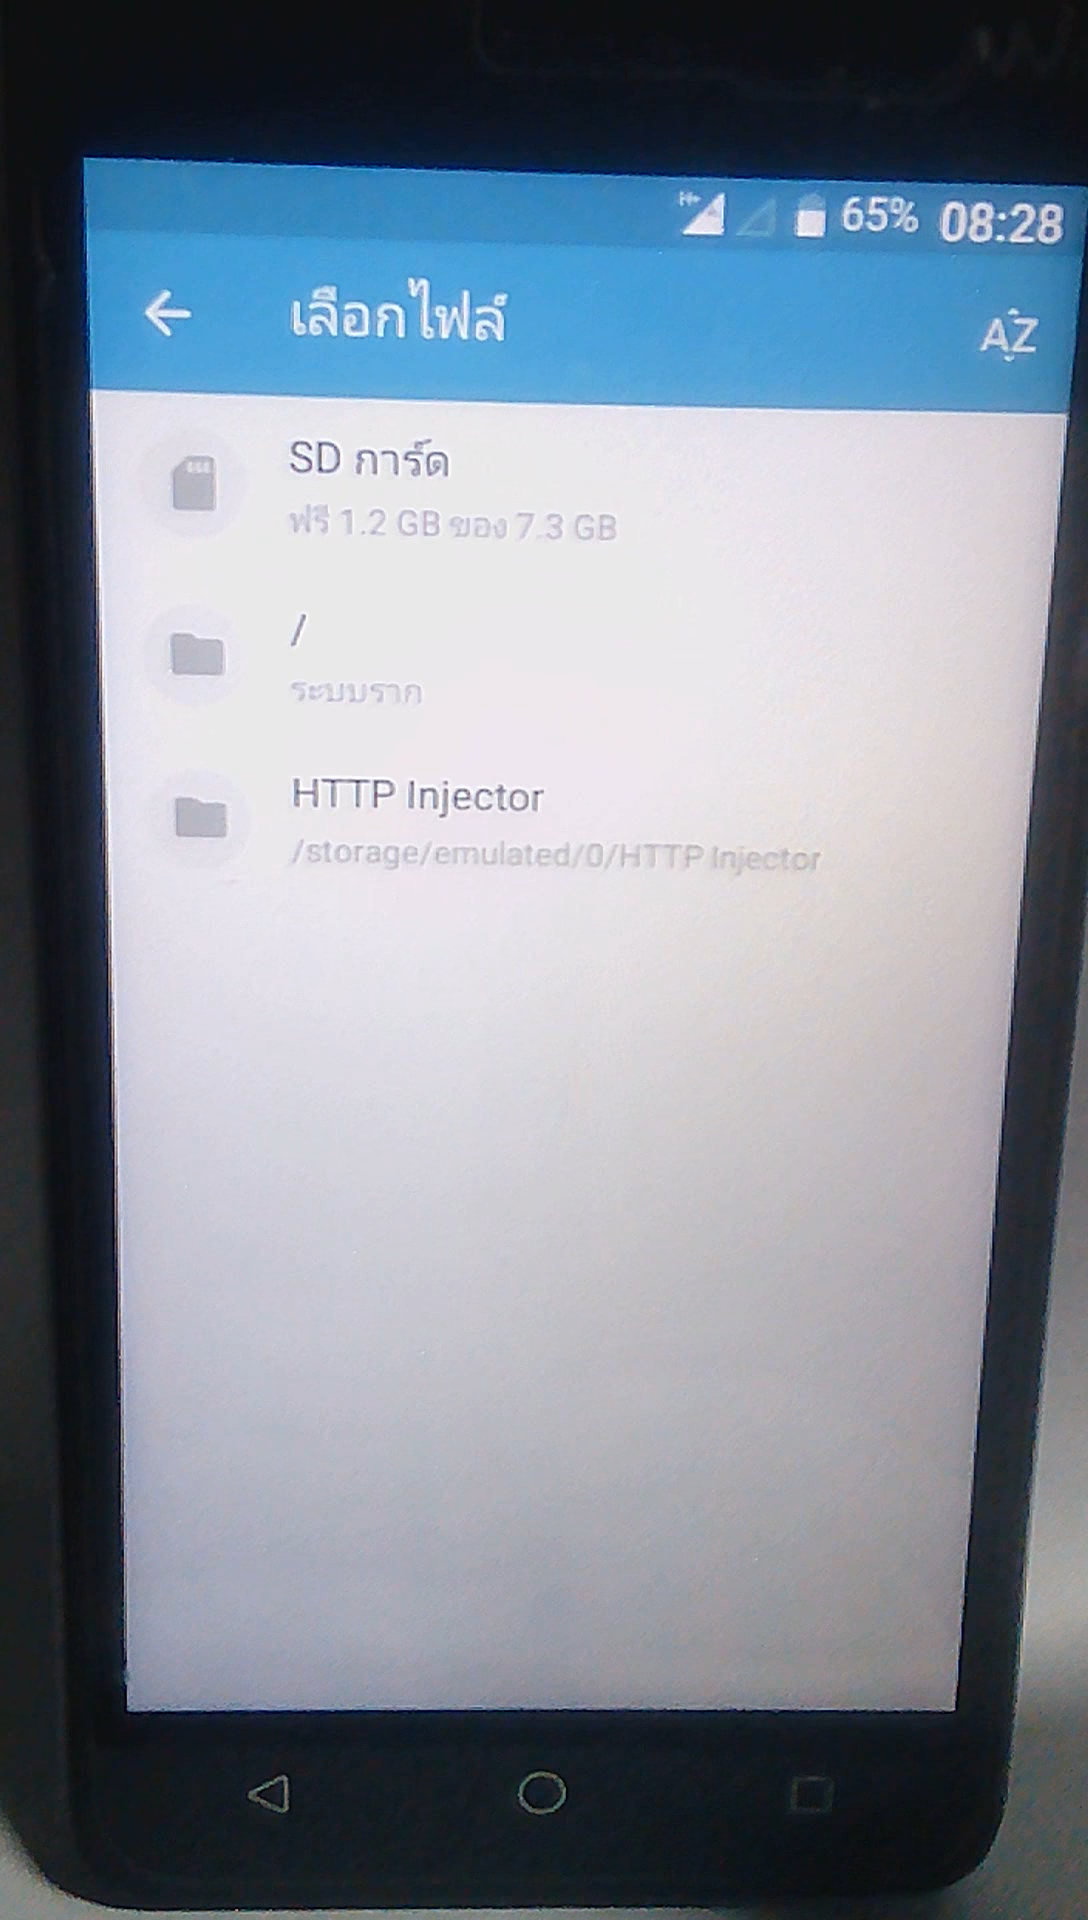 H+ 65% 08:28
เลือกไฟล์ AZ
SD การ์ด
ฟรี 1.2 GB ของ 7.3 GB
/
ระบบราก
HTTP Injector
/storage/emulated/0/HTTP Injector